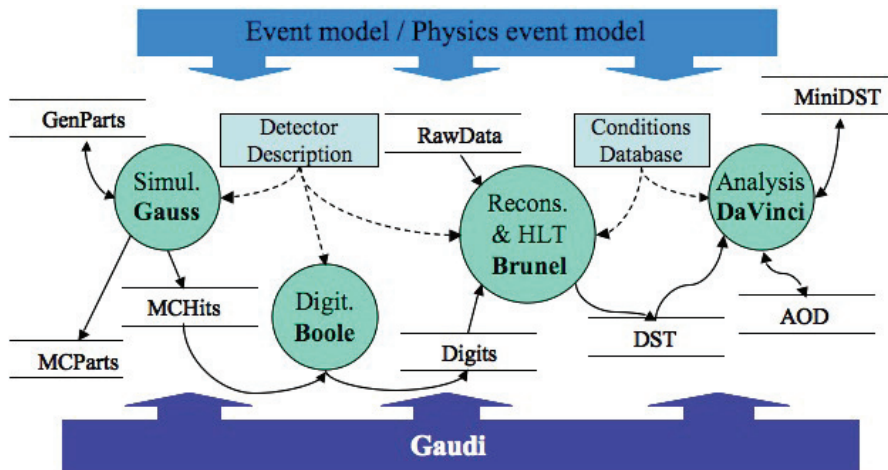 Event model / Physics event model
GenParts
Detector
Description
RawData
Conditions
Database
MiniDST
Simul.
Gauss
Recons.
& HLT
Brunel
Analysis
DaVinci
MCHits
Digit.
Boole
MCParts
Digits
DST
AOD
Gaudi